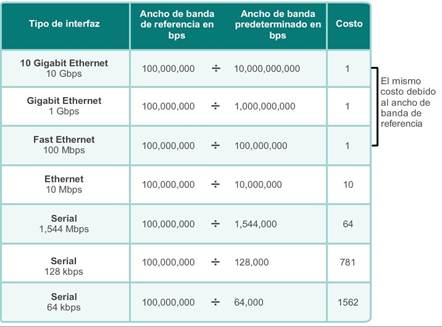 Tipo de interfaz
Ancho de banda
de referencia en
bps
Ancho de banda
predeterminado en
bps
Costo
10 Gigabit Ethernet
10 Gbps
100,000,000 ÷ 10,000,000,000 1
Gigabit Ethernet
1 Gbps
100,000,000 ÷ 1,000,000,000 1
Fast Ethernet
100 Mbps
100,000,000 ÷ 100,000,000 1
El mismo
costo debido
al ancho de
banda de
referencia
Ethernet
10 Mbps
100,000,000 ÷ 10,000,000 10
Serial
1,544 Mbps
100,000,000 ÷ 1,544,000 64
Serial
128 kbps
100,000,000 ÷ 128,000 781
Serial
64 kbps
100,000,000 ÷ 64,000 1562